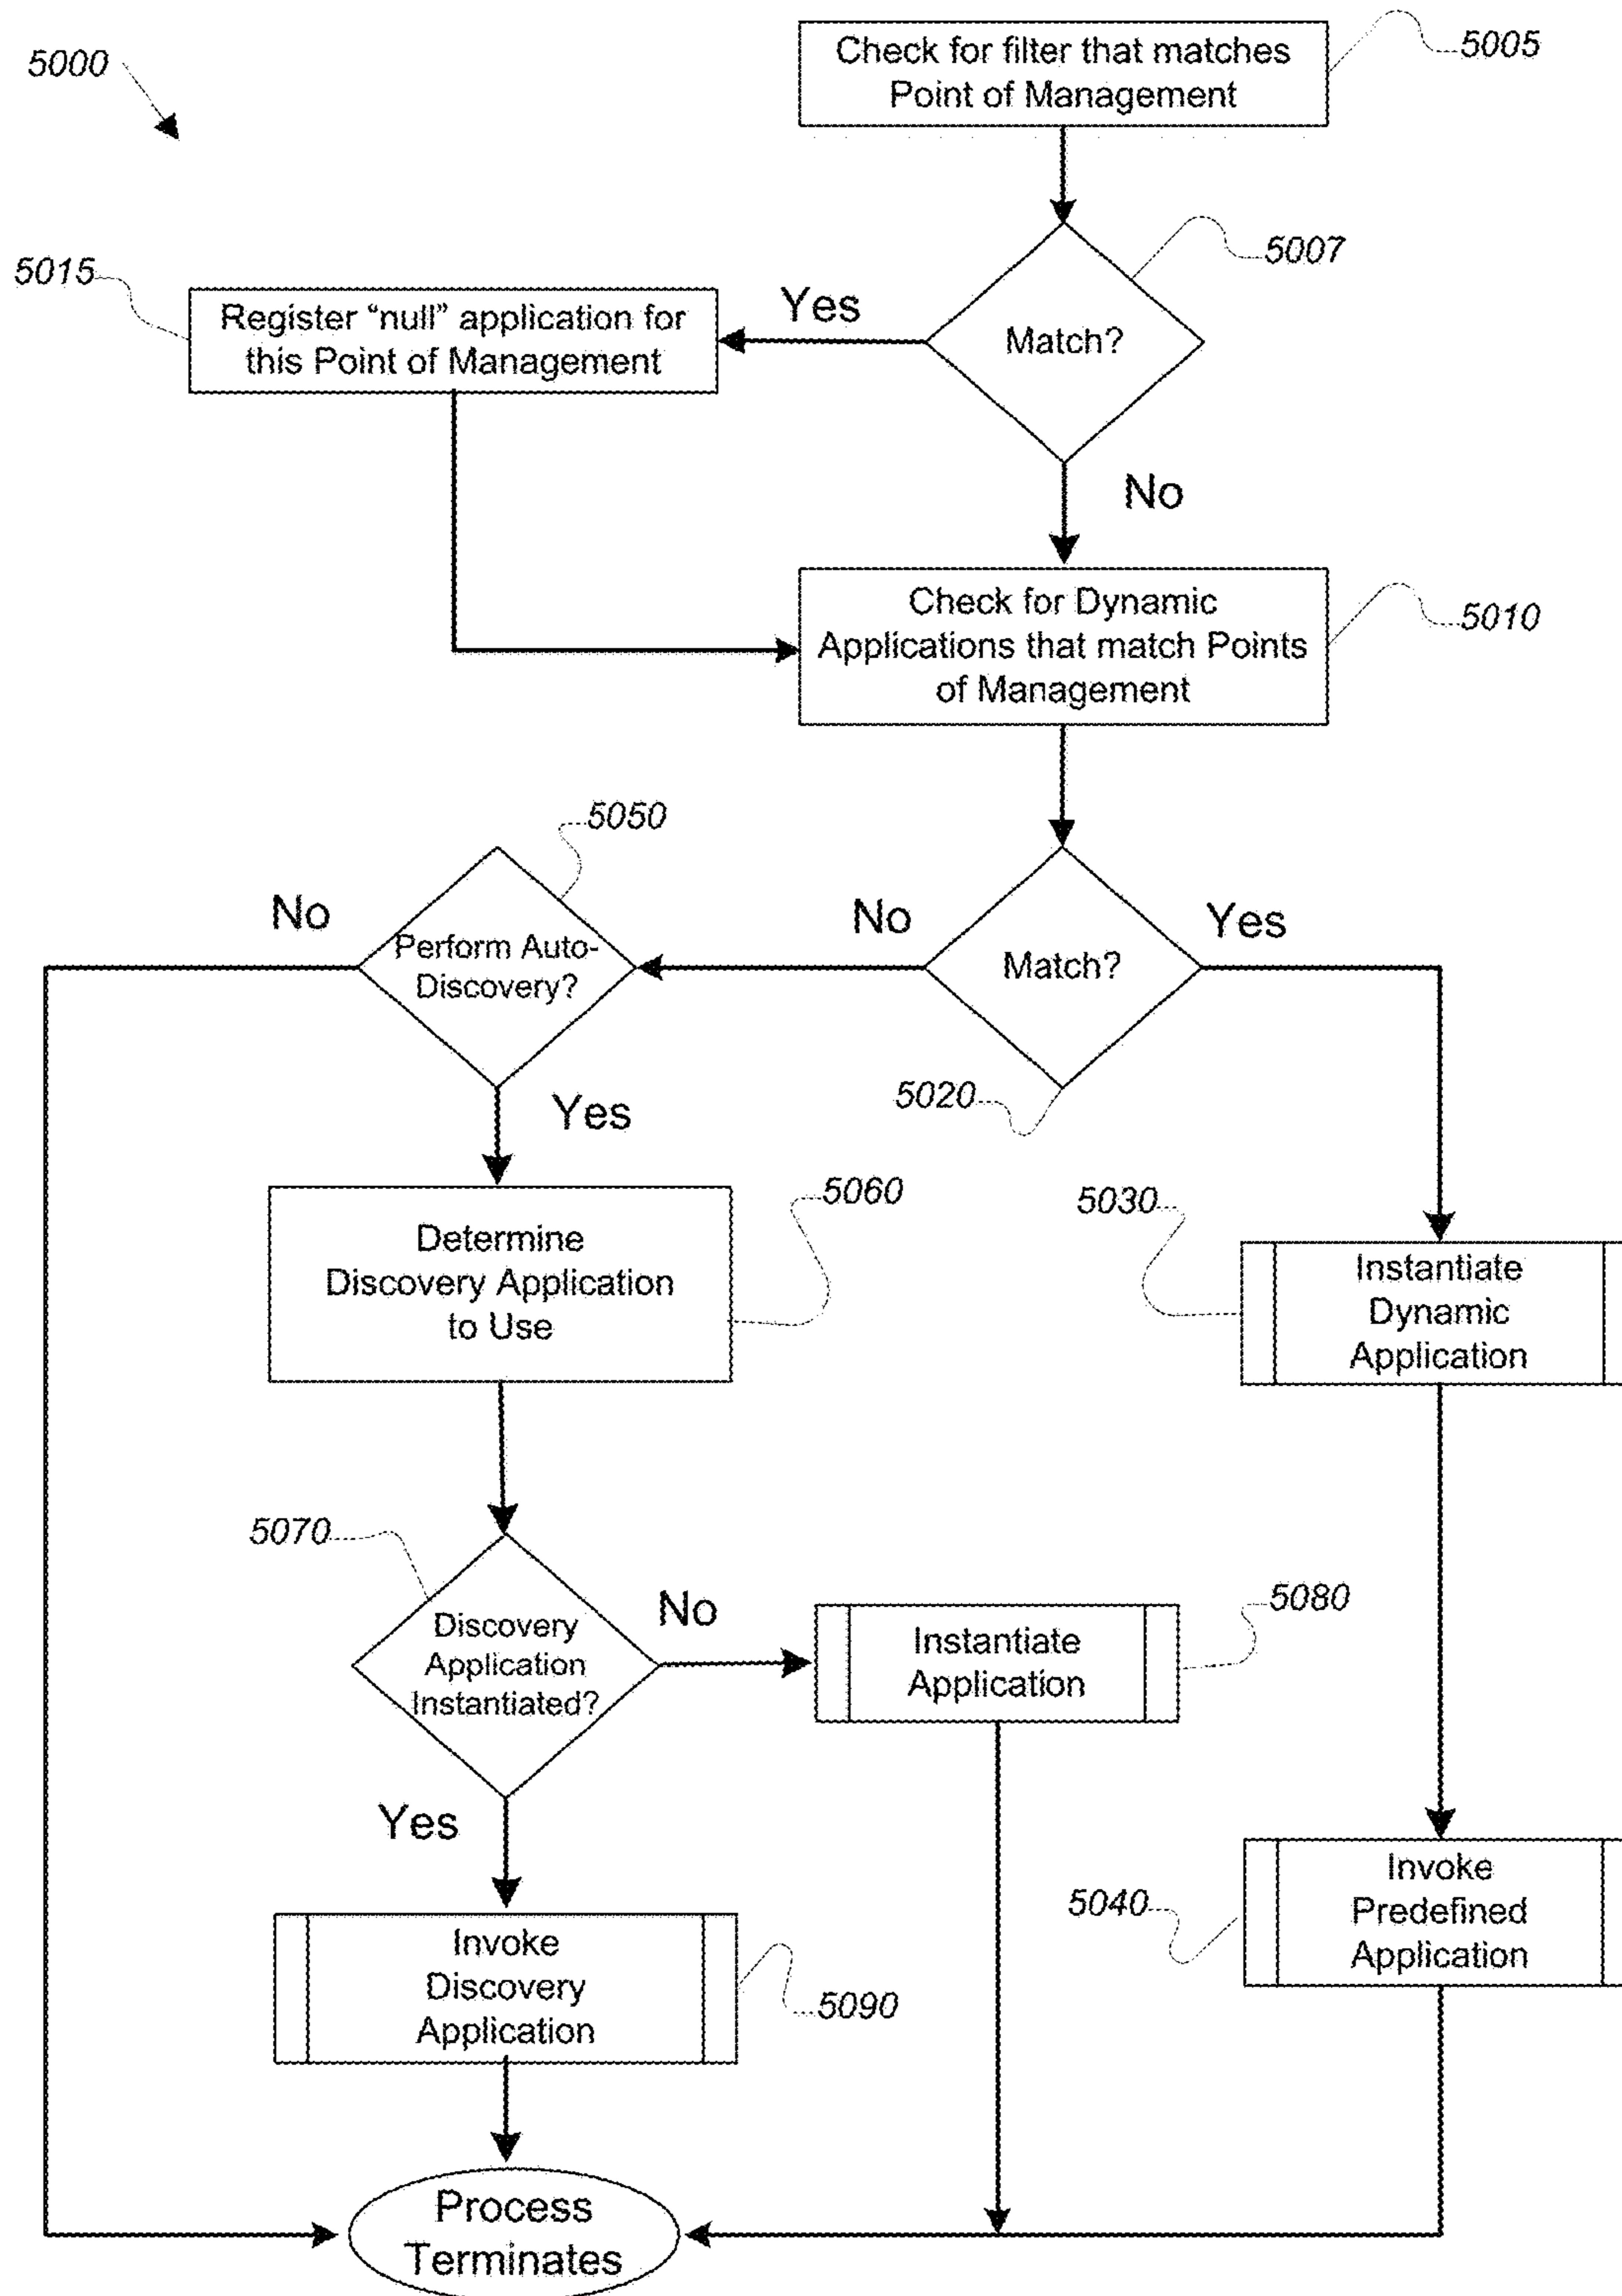 5000
Check for filter that matches
Point of Management
5005
5007
5015
Register “null” application for
this Point of Management
Yes
Match?
No
Check for Dynamic
Applications that match Points
of Management
5010
5050
No
Perform Auto-
Discovery?
No
Match?
Yes
5020
Yes
Determine
Discovery Application
to Use
5060
5030
Instantiate
Dynamic
Application
5070
Discovery
Application
Instantiated?
No
Instantiate
Application
5080
Yes
Invoke
Discovery
Application
5090
5040
Invoke
Predefined
Application
Process
Terminates